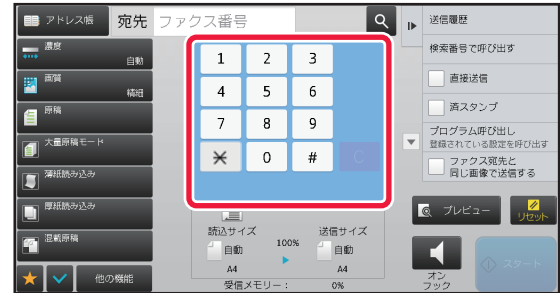 アドレス帳
宛先
ファクス番号
濃度
自動
画質
精細
原稿
大量原稿モード
薄紙読み込み
厚紙読み込み
混載原稿
他の機能
1 2 3
4 5 6
7 8 9
* 0 # C
読込サイズ
自動
A4
100%
送信サイズ
自動
A4
受信メモリー: 0%
送信履歴
検索番号で呼び出す
直接送信
済スタンプ
プログラム呼び出し
登録されている設定を呼び出す
ファクス宛先と
同じ画像で送信する
プレビュー
リセット
オン
フック
スタート